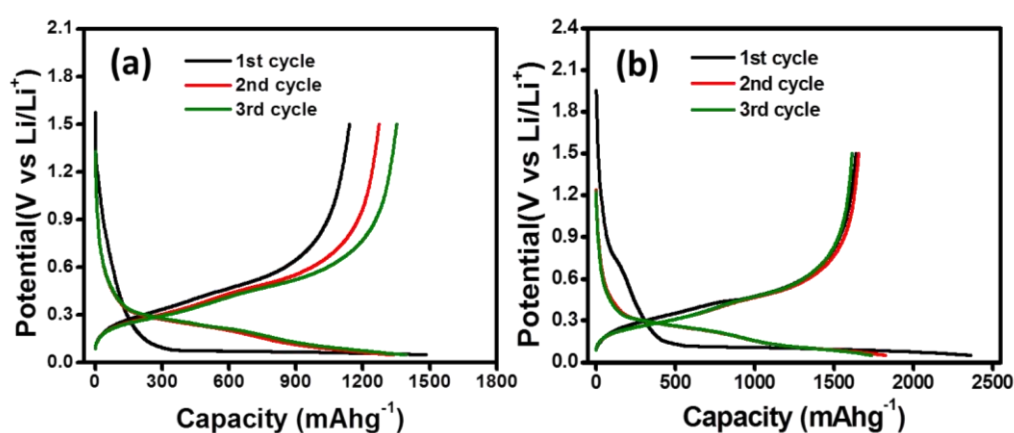 (a)
1st cycle
2nd cycle
3rd cycle
2.1
1.8
1.5
1.2
0.9
0.6
0.3
0.0
Potential(V vs Li/Li⁺)
0 300 600 900 1200 1500 1800
Capacity (mAhg⁻¹)
(b)
1st cycle
2nd cycle
3rd cycle
2.4
2.1
1.8
1.5
1.2
0.9
0.6
0.3
0.0
Potential(V vs Li/Li⁺)
0 500 1000 1500 2000 2500
Capacity (mAhg⁻¹)